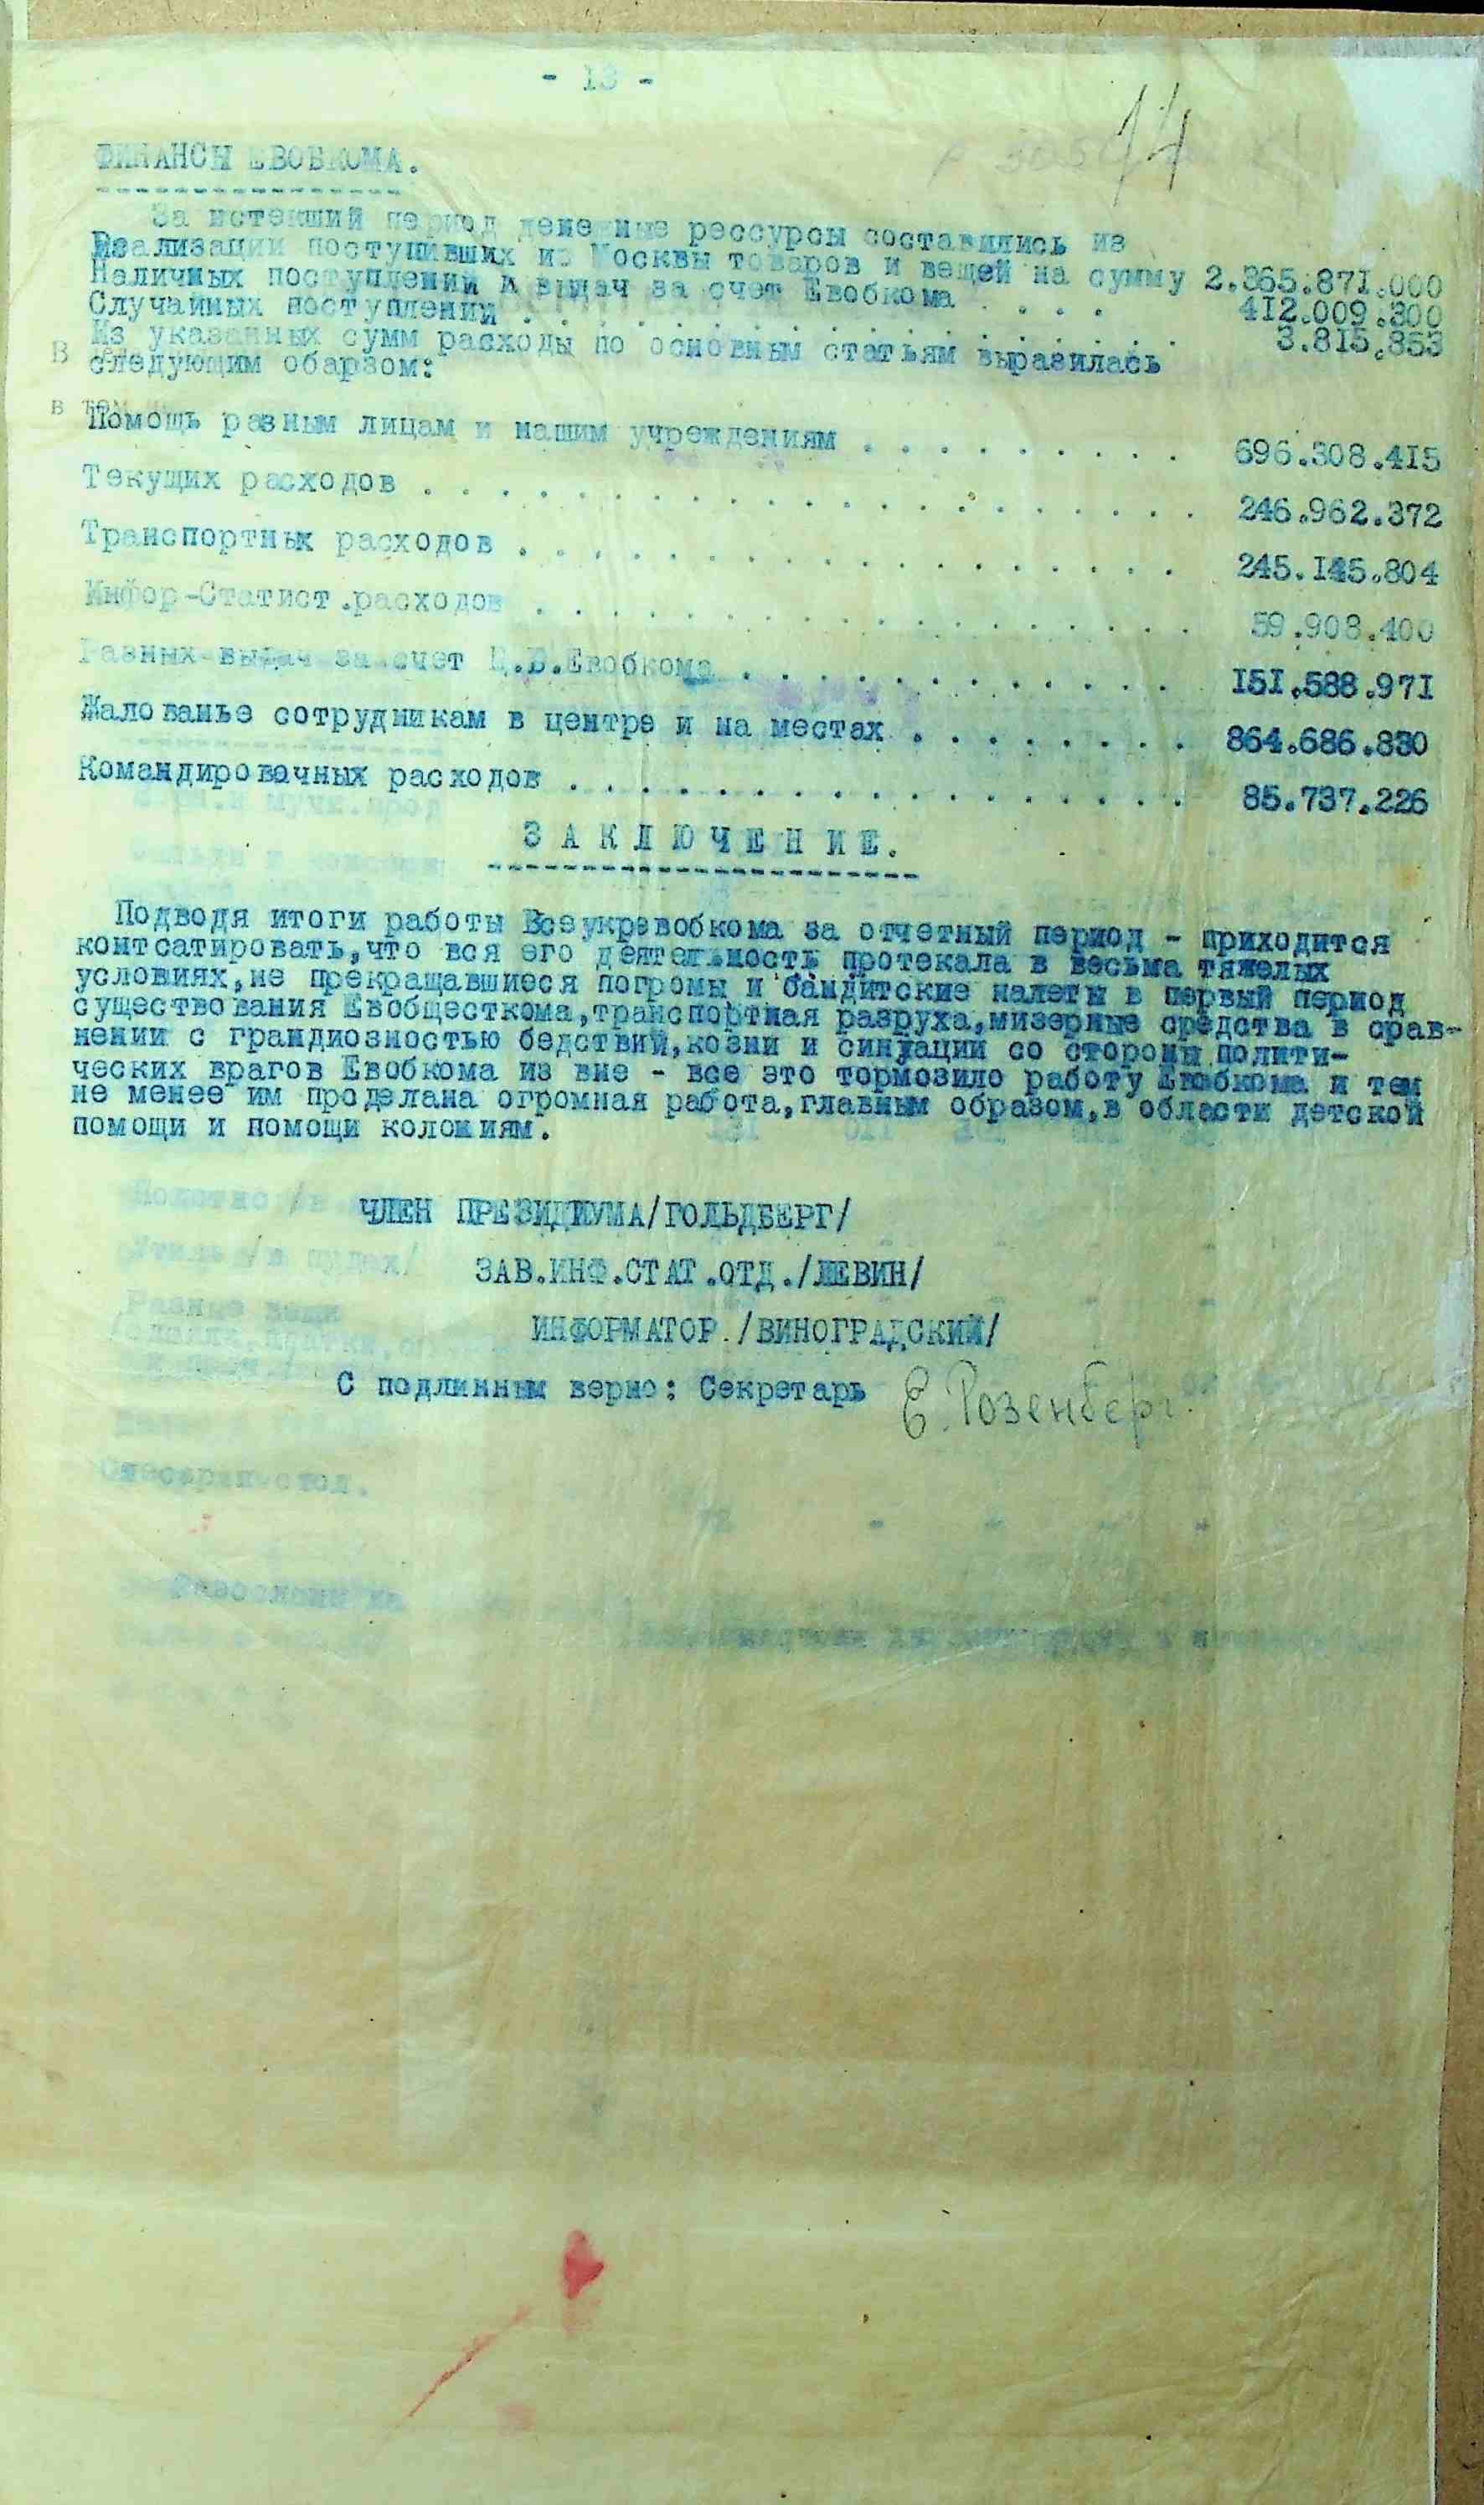 - 13 -
14
ФИНАНСЫ ЕВОБКОМА.
За истекший период денежные рессурсы составились из
Реализации поступивших из Москвы товаров и вещей на сумму 2.365.871.000
Наличных поступлений и выдач за счет Евобкома . . . . 412.009.300
Случайных поступлений . . . . . . . . . . . . . . 3.815.353
Из указанных сумм расходы по основным статьям выразилась
следующим обарзом:
Помощь разным лицам и нашим учреждениям . . . . . . . . . 696.308.415
Текущих расходов . . . . . . . . . . . . . . . . . . . . 246.962.372
Транспортных расходов . . . . . . . . . . . . . . . . . 245.145.804
Инфор-Статист.расходов . . . . . . . . . . . . . . . . . 59.908.400
Разных выдач за счет Ц.В.Евобкома . . . . . . . . . . . . 151.588.971
Жалованье сотрудникам в центре и на местах . . . . . . . . 864.686.830
Командировочных расходов . . . . . . . . . . . . . . . . 85.737.226
ЗАКЛЮЧЕНИЕ.
Подводя итоги работы Всеукревобкома за отчетный период - приходится
контсатировать,что вся его деятельность протекала в весьма тяжелых
условиях,не прекращавшиеся погромы и бандитские налеты в первый период
существования Евобщесткома,транспортная разруха,мизерные средства в срав-
нении с грандиозностью бедствий,козни и синуации со стороны полити-
ческих врагов Евобкома из вне - все это тормозило работу Евобкома и тем
не менее им проделана огромная работа,главным образом,в области детской
помощи и помощи колониям.
ЧЛЕН ПРЕЗИДИУМА/ГОЛЬДБЕРГ/
ЗАВ.ИНФ.СТАТ.ОТД./ЛЕВИН/
ИНФОРМАТОР./ВИНОГРАДСКИЙ/
С подлинным верно: Секретарь Е. Розенберг.